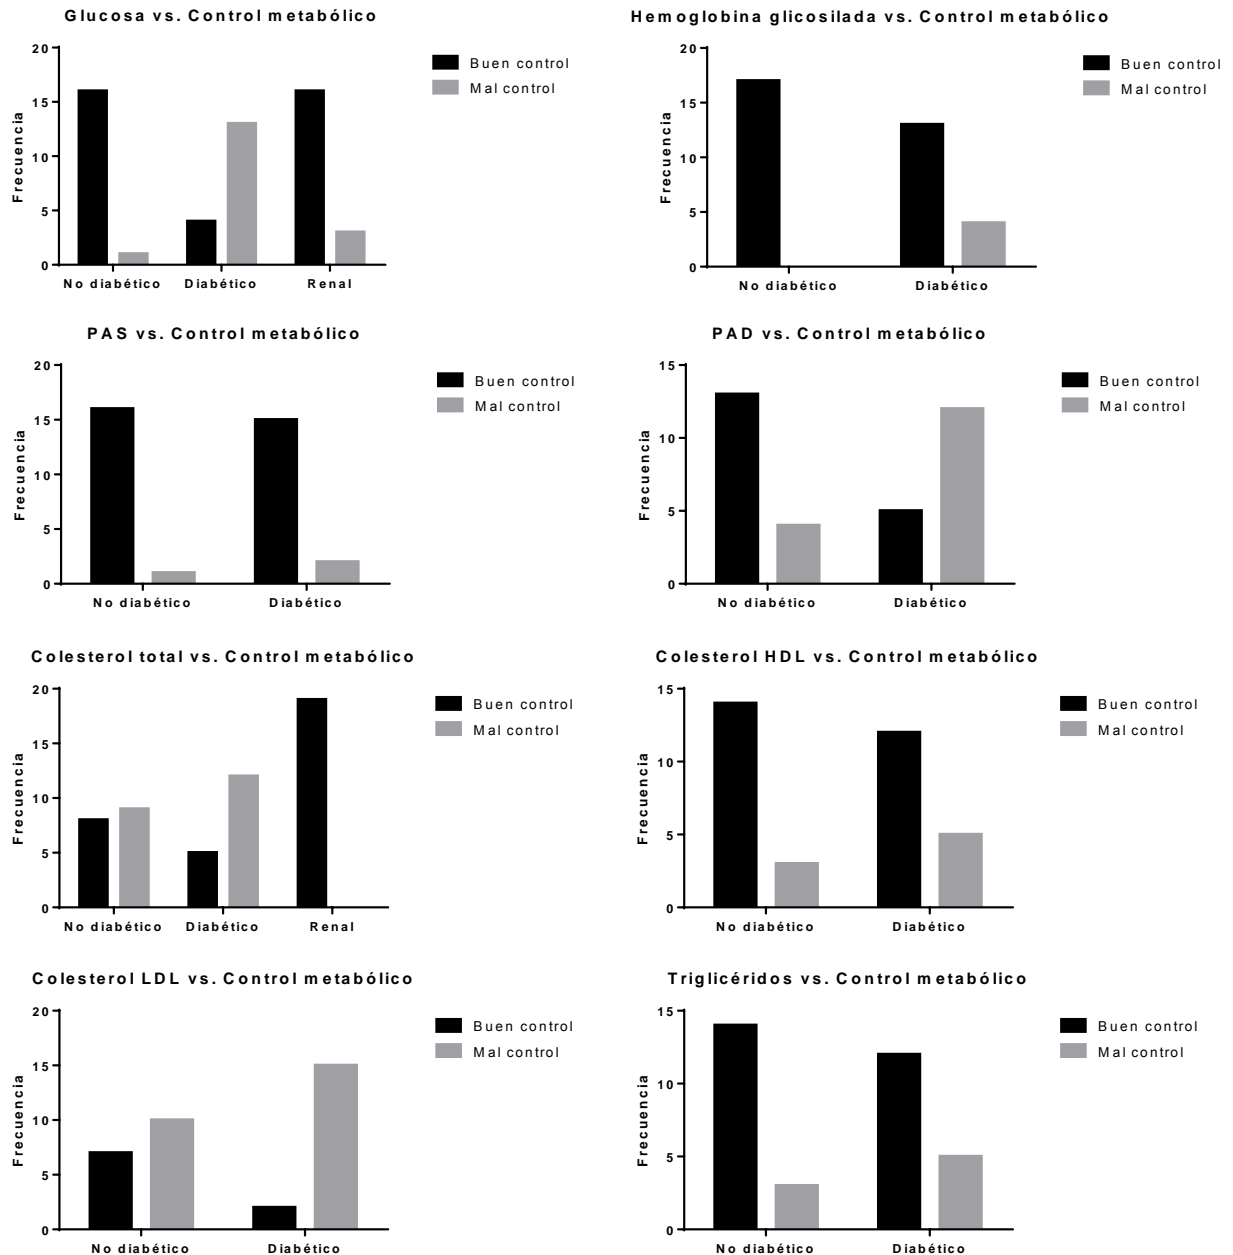 Glucosa vs. Control metabólico
Frecuencia
20
15
10
5
0
No diabético Diabético Renal
Buen control
Mal control
Hemoglobina glicosilada vs. Control metabólico
Frecuencia
20
15
10
5
0
No diabético Diabético
Buen control
Mal control
PAS vs. Control metabólico
Frecuencia
20
15
10
5
0
No diabético Diabético
Buen control
Mal control
PAD vs. Control metabólico
Frecuencia
15
10
5
0
No diabético Diabético
Buen control
Mal control
Colesterol total vs. Control metabólico
Frecuencia
20
15
10
5
0
No diabético Diabético Renal
Buen control
Mal control
Colesterol HDL vs. Control metabólico
Frecuencia
15
10
5
0
No diabético Diabético
Buen control
Mal control
Colesterol LDL vs. Control metabólico
Frecuencia
20
15
10
5
0
No diabético Diabético
Buen control
Mal control
Triglicéridos vs. Control metabólico
Frecuencia
15
10
5
0
No diabético Diabético
Buen control
Mal control